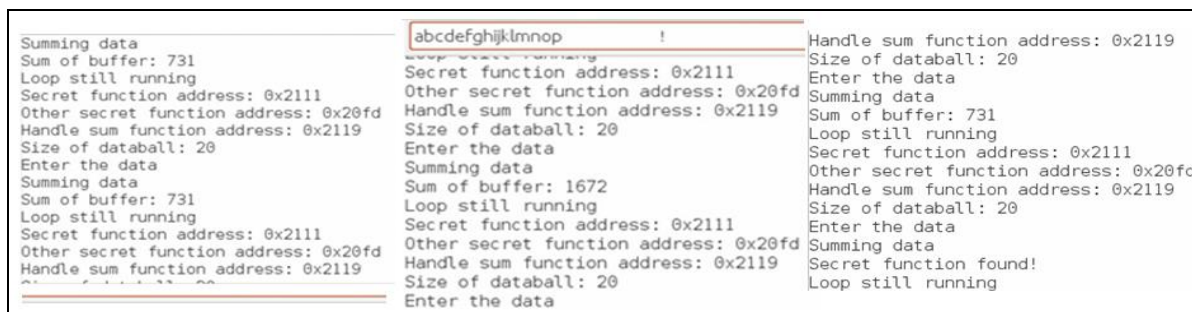 Summing data
Sum of buffer: 731
Loop still running
Secret function address: 0x2111
Other secret function address: 0x20fd
Handle sum function address: 0x2119
Size of databall: 20
Enter the data
Summing data
Sum of buffer: 731
Loop still running
Secret function address: 0x2111
Other secret function address: 0x20fd
Handle sum function address: 0x2119
abcdefghijklmnop !
Loop still running
Secret function address: 0x2111
Other secret function address: 0x20fd
Handle sum function address: 0x2119
Size of databall: 20
Enter the data
Summing data
Sum of buffer: 1672
Loop still running
Secret function address: 0x2111
Other secret function address: 0x20fd
Handle sum function address: 0x2119
Size of databall: 20
Enter the data
Handle sum function address: 0x2119
Size of databall: 20
Enter the data
Summing data
Sum of buffer: 731
Loop still running
Secret function address: 0x2111
Other secret function address: 0x20fd
Handle sum function address: 0x2119
Size of databall: 20
Enter the data
Summing data
Secret function found!
Loop still running